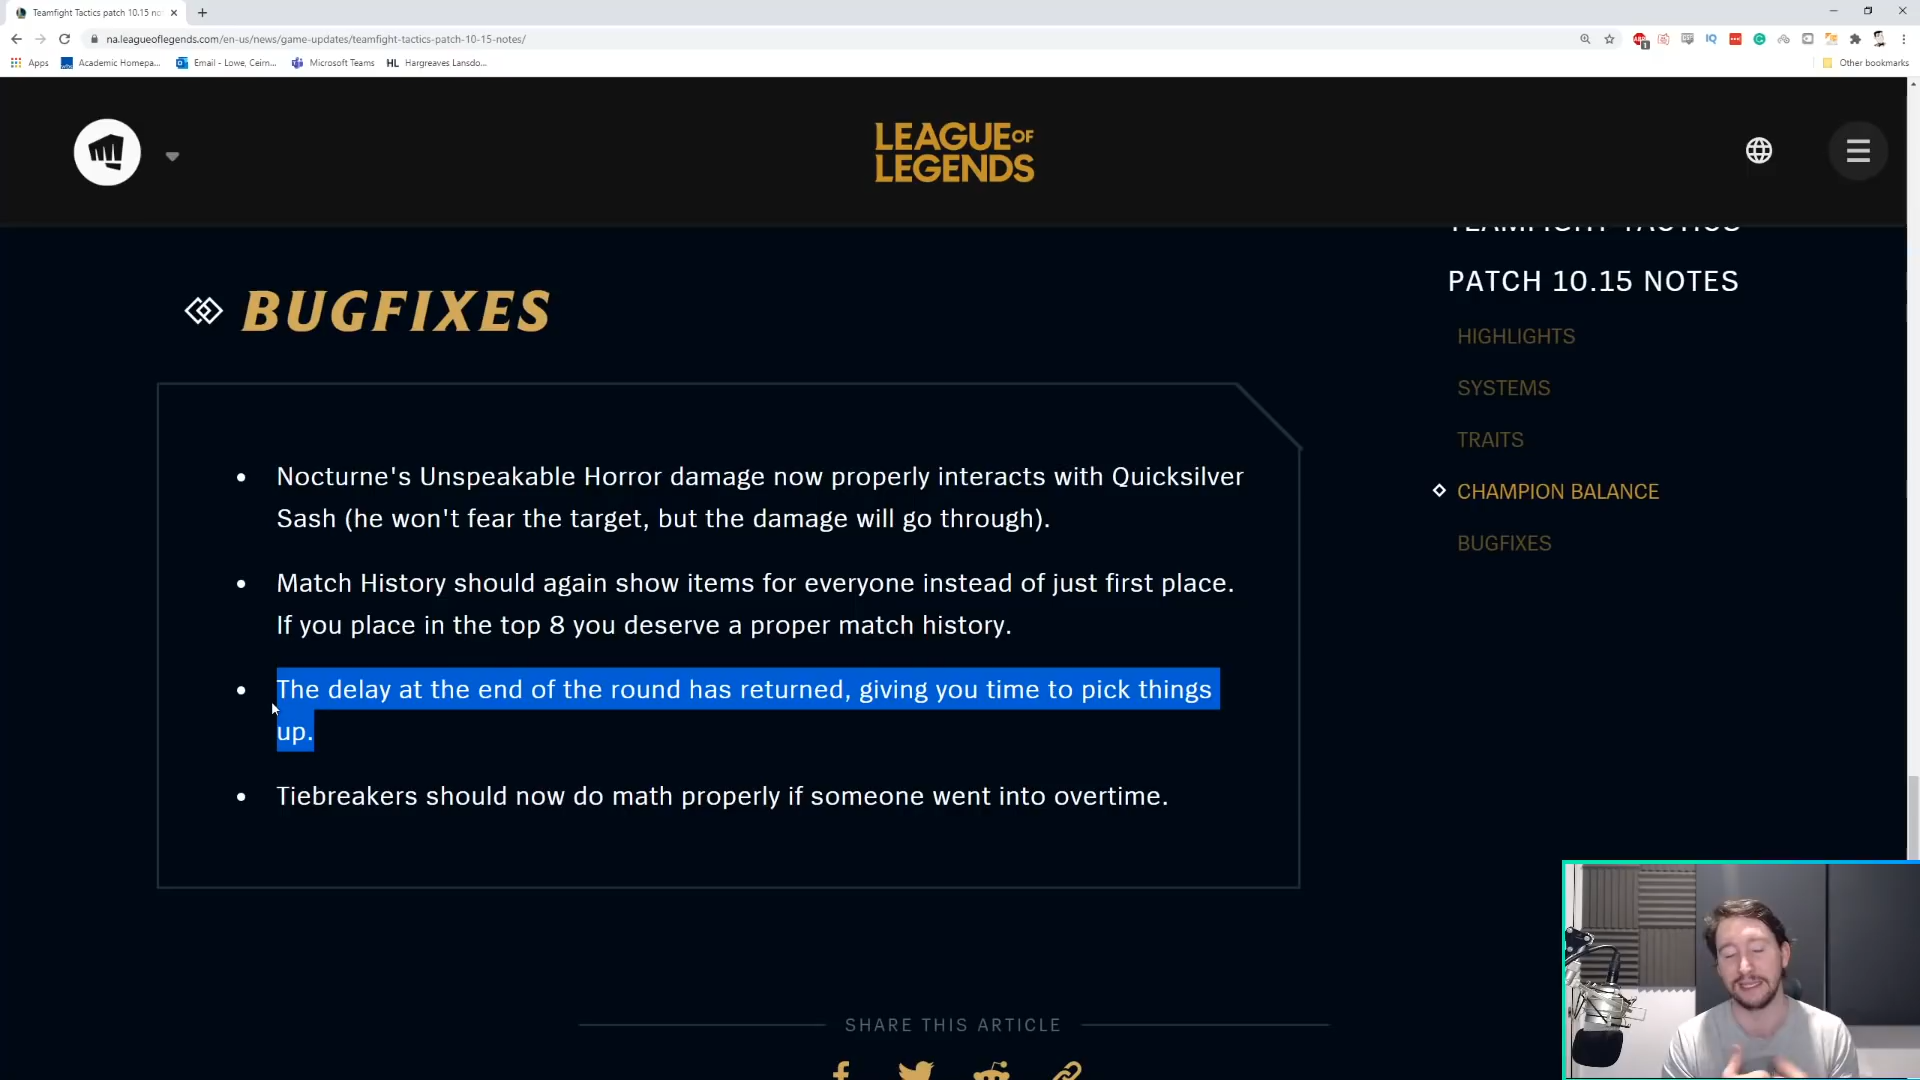 Teamfight Tactics patch 10.15 no
na.leagueoflegends.com/en-us/news/game-updates/teamfight-tactics-patch-10-15-notes/
Apps
Academic Homepa...
Email - Lowe, Ceirn...
Microsoft Teams
HL Hargreaves Lansdo...
Other bookmarks
LEAGUE OF
LEGENDS
TEAMFIGHT TACTICS
PATCH 10.15 NOTES
HIGHLIGHTS
SYSTEMS
TRAITS
CHAMPION BALANCE
BUGFIXES
BUGFIXES
Nocturne's Unspeakable Horror damage now properly interacts with Quicksilver
Sash (he won't fear the target, but the damage will go through).
Match History should again show items for everyone instead of just first place.
If you place in the top 8 you deserve a proper match history.
The delay at the end of the round has returned, giving you time to pick things
up.
Tiebreakers should now do math properly if someone went into overtime.
SHARE THIS ARTICLE